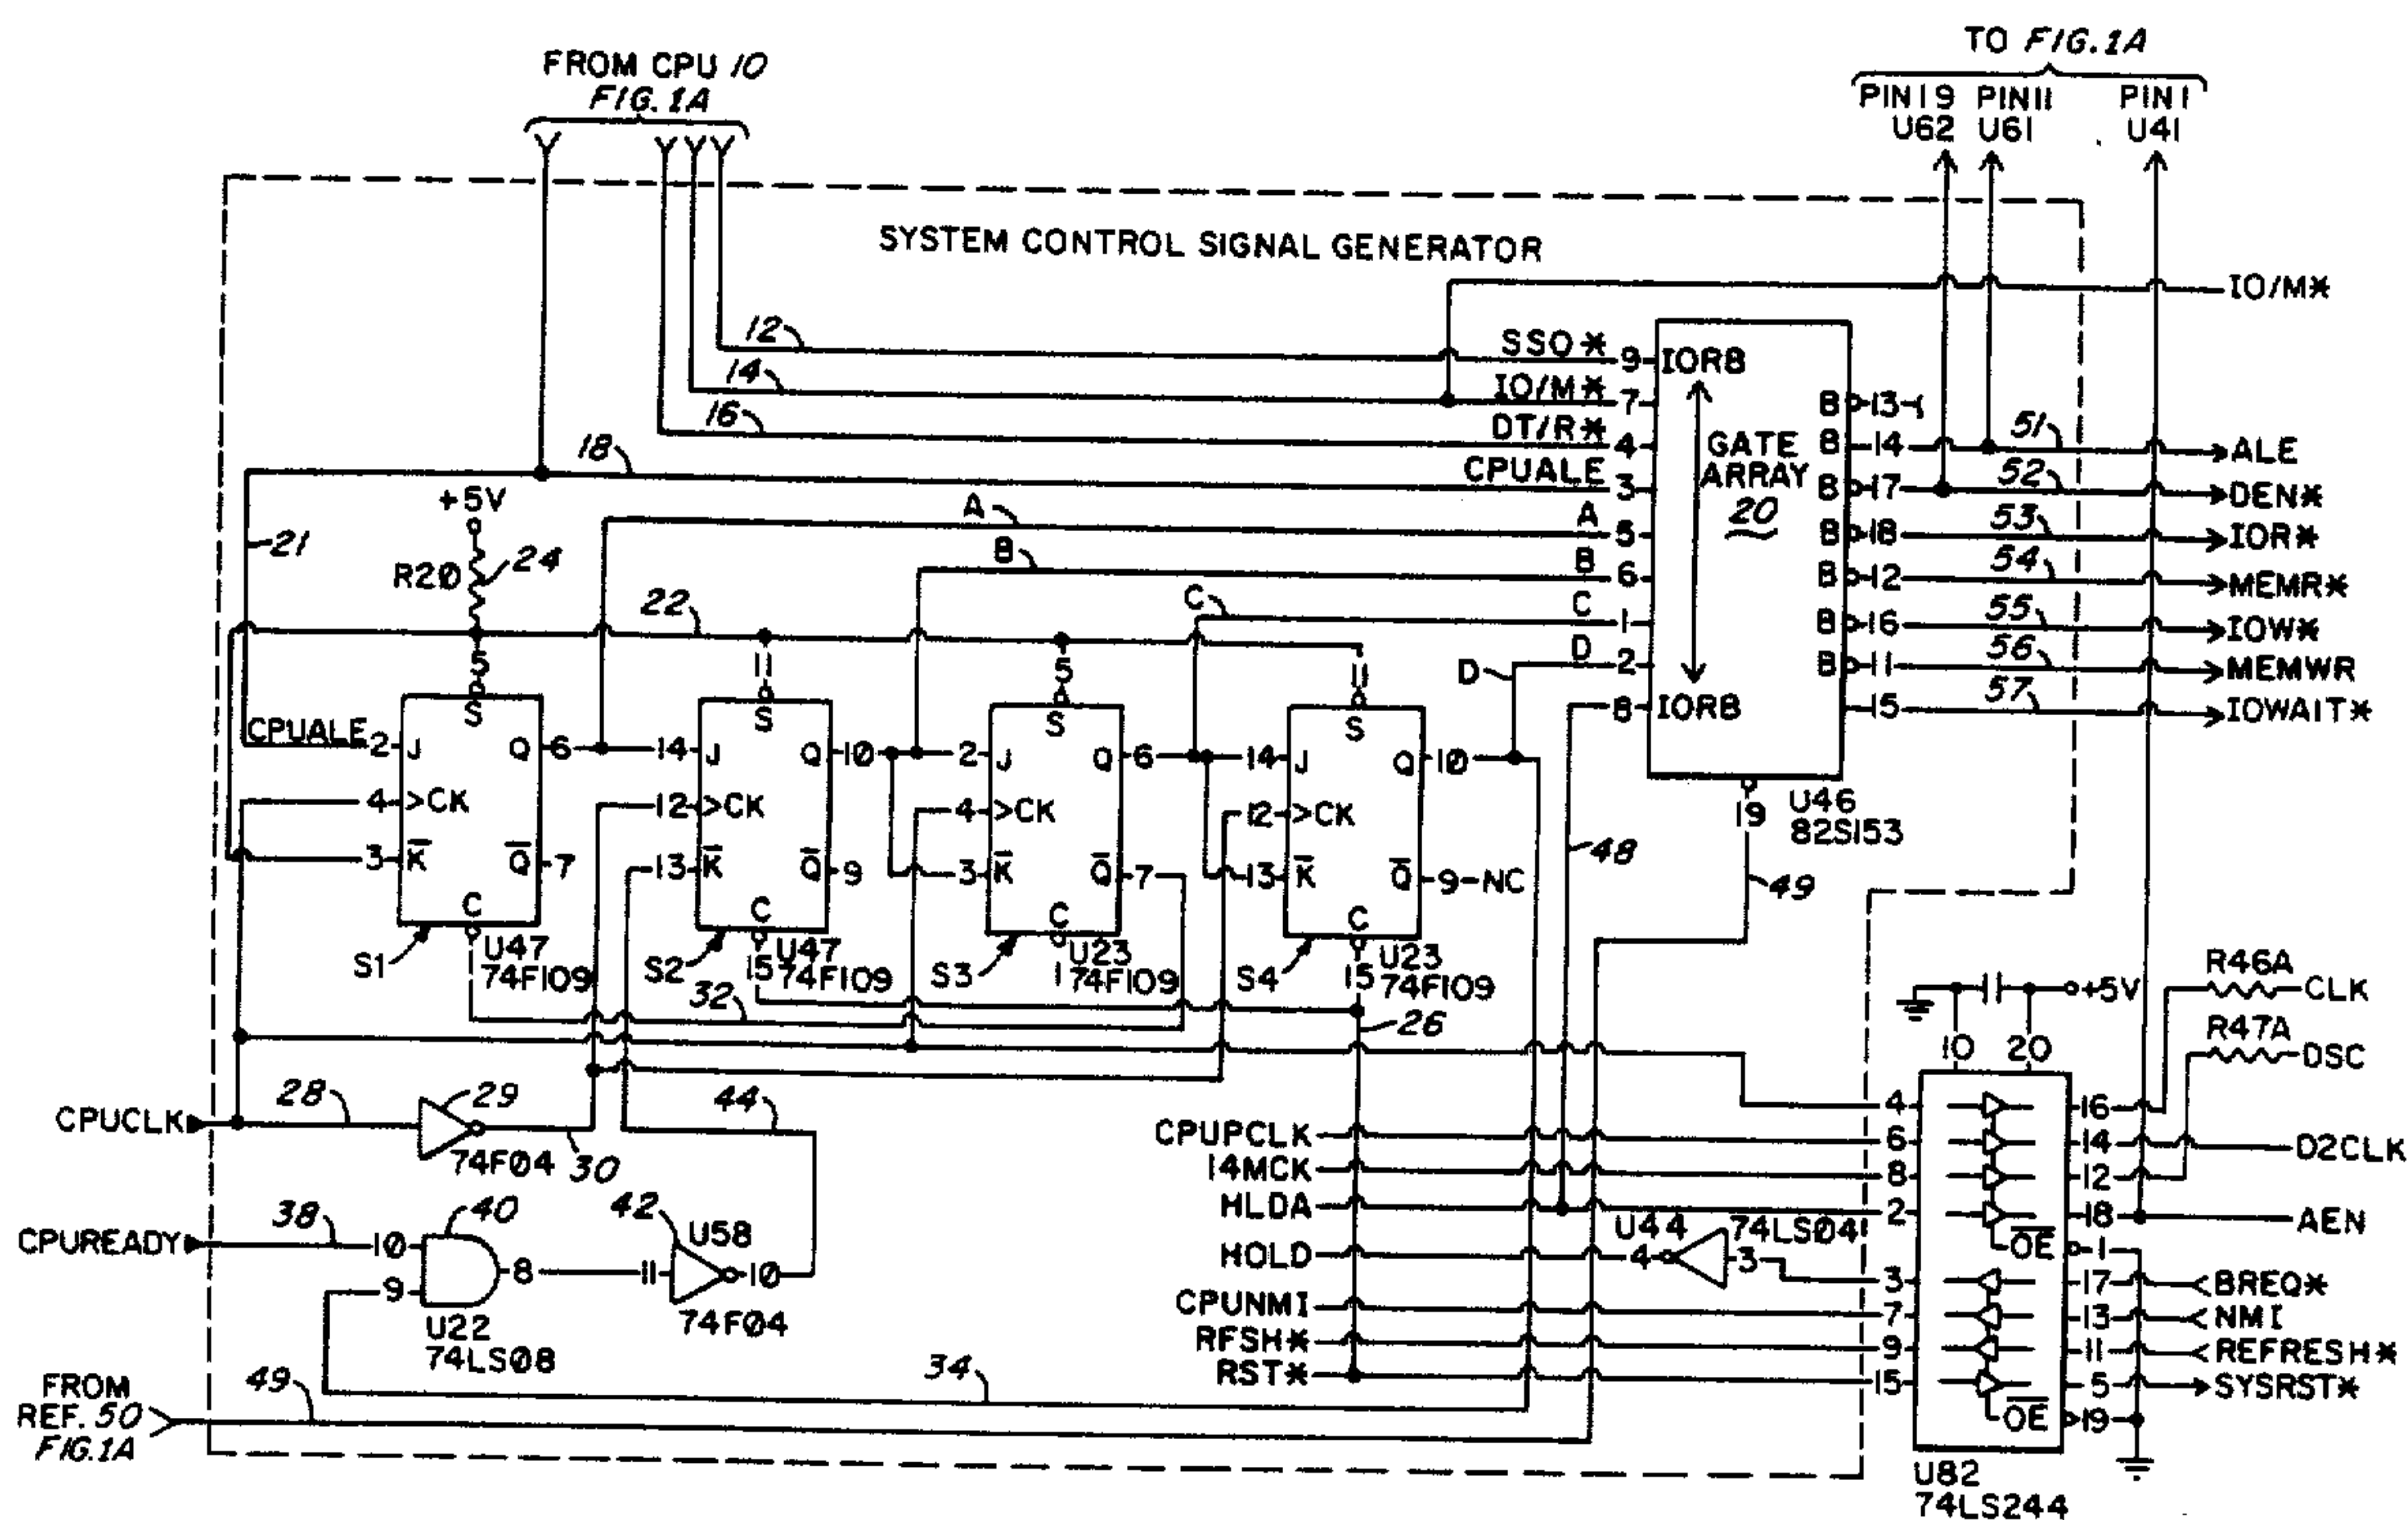 TO FIG. 1A
FROM CPU 10
FIG. 1A
PIN19 PIN11 PIN1
U62 U61 U41
SYSTEM CONTROL SIGNAL GENERATOR
IO/M*
12 SSO* 9 IORB
14 IO/M* 7
16 DT/R* 4
18 CPUALE 3
A A 5
B B 6
C C 1
D D 2
8 IORB
GATE
ARRAY
20
B 13
B 14 51 ALE
B 17 52 DEN*
B 18 53 IOR*
B 12 54 MEMR*
B 16 55 IOW*
B 11 56 MEMWR
15 57 IOWAIT*
19 U46
82S153
+5V
21
R20 24
22
5 11 5 11
S S S S
CPUALE 2 J Q 6 14 J Q 10 2 J Q 6 14 J Q 10
4 >CK 12 >CK 4 >CK 12 >CK
3 K Q 7 13 K Q 9 3 K Q 7 13 K Q 9 NC
C C C C
48
49
S1 U47
74F109
S2 15 U47
74F109
S3 1 U23
74F109
S4 15 U23
74F109
32
26
R46A
CLK
+5V
R47A
OSC
10 20
CPUCLK 28 29
74F04 30
44
4 16
CPUPCLK 6 14 D2CLK
14MCK 8 12
HLDA 2 18 AEN
U44 74LS04
OE 1
HOLD 4 3 3 17 BREQ*
CPUNMI 7 13 NMI
RFSH* 9 11 REFRESH*
RST* 15 5 SYSRST*
OE 19
U82
74LS244
CPUREADY 38 10 40 8 11 42 U58 10
9
U22
74LS08
74F04
34
FROM
REF. 50
FIG.1A
49